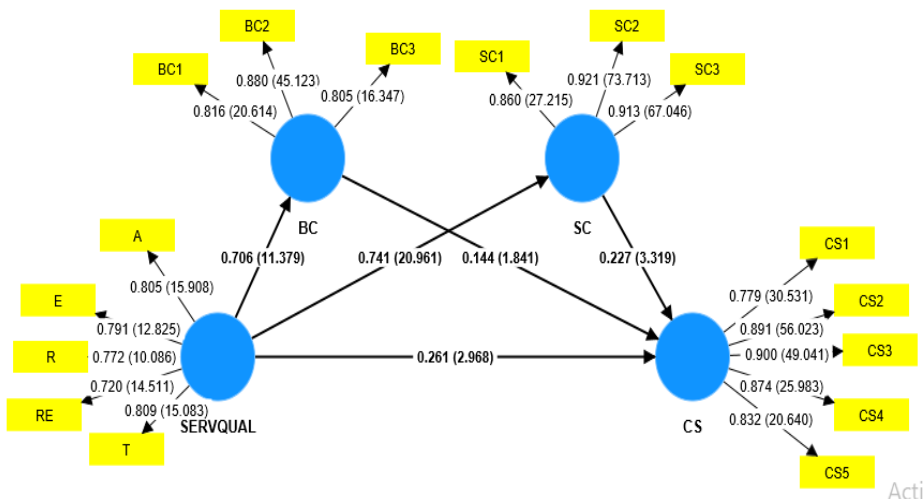 BC2
BC1
BC3
0.880 (45.123)
0.816 (20.614)
0.805 (16.347)
SC2
SC1
SC3
0.921 (73.713)
0.860 (27.215)
0.913 (67.046)
BC
SC
A
0.805 (15.908)
E
0.791 (12.825)
R
0.772 (10.086)
RE
0.720 (14.511)
0.809 (15.083)
T
SERVQUAL
0.706 (11.379)
0.741 (20.961)
0.144 (1.841)
0.227 (3.319)
0.261 (2.968)
CS1
0.779 (30.531)
CS2
0.891 (56.023)
0.900 (49.041)
CS3
0.874 (25.983)
CS4
0.832 (20.640)
CS5
CS
Acti